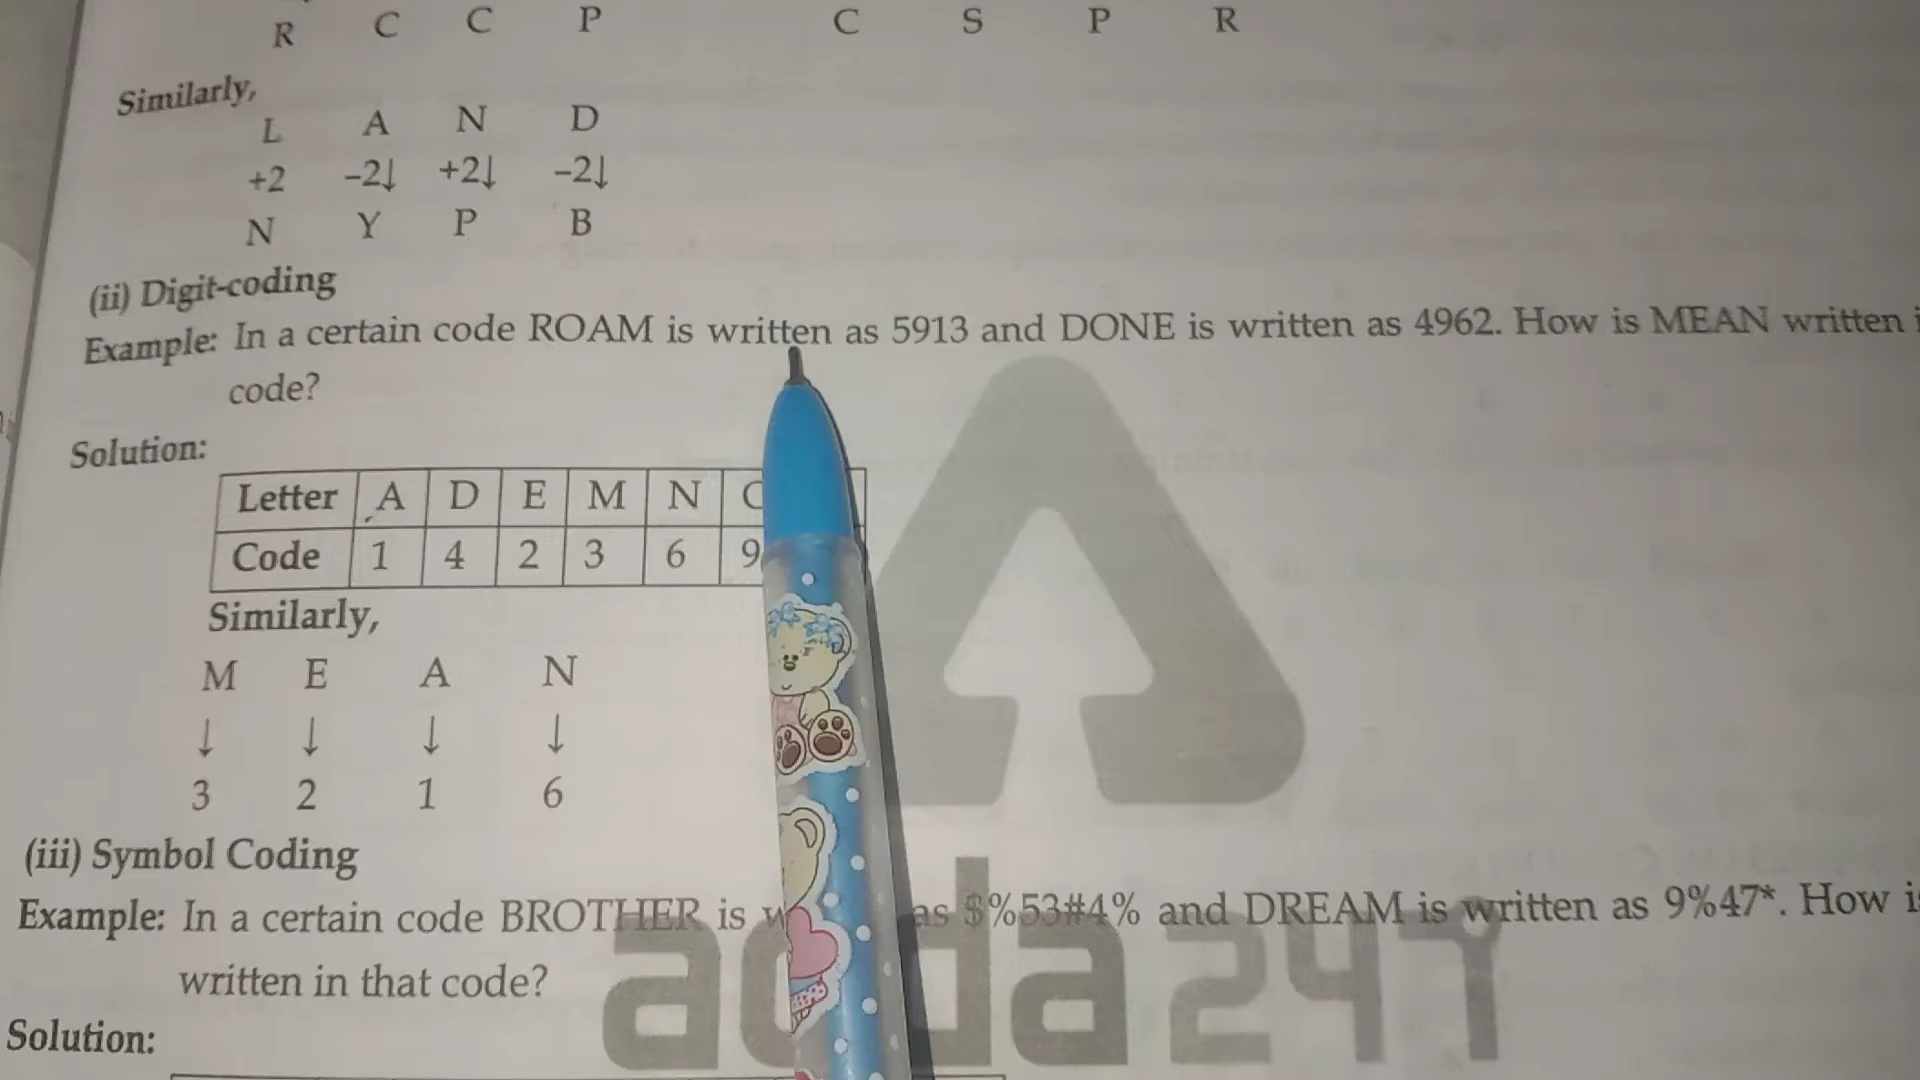 R C C P C S P R
Similarly,
L A N D
+2 -2↓ +2↓ -2↓
N Y P B
(ii) Digit-coding
Example: In a certain code ROAM is written as 5913 and DONE is written as 4962. How is MEAN written
code?
Solution:
Letter A D E M N
Code 1 4 2 3 6 9
Similarly,
M E A N
↓ ↓ ↓ ↓
3 2 1 6
(iii) Symbol Coding
Example: In a certain code BROTHER is as $%53#4% and DREAM is written as 9%47*. How
written in that code?
adda247
Solution: